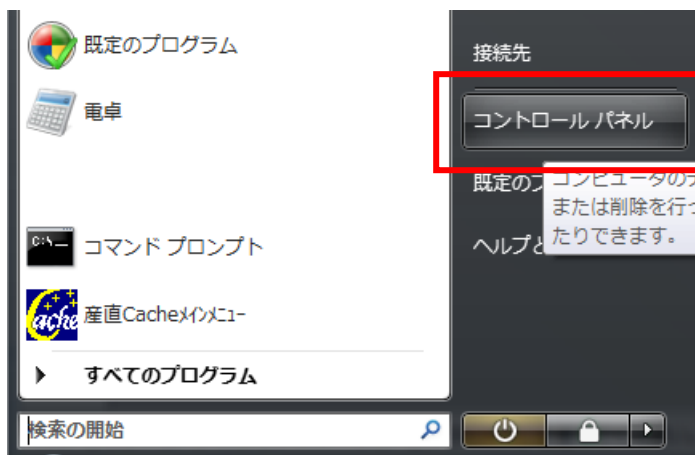 既定のプログラム
電卓
C:\
コマンド プロンプト
Cache
産直Cacheﾒｲﾝﾒﾆｭｰ
すべてのプログラム
検索の開始
接続先
コントロール パネル
既定のフ
コンピュータのデ
または削除を行っ
たりできます。
ヘルプと